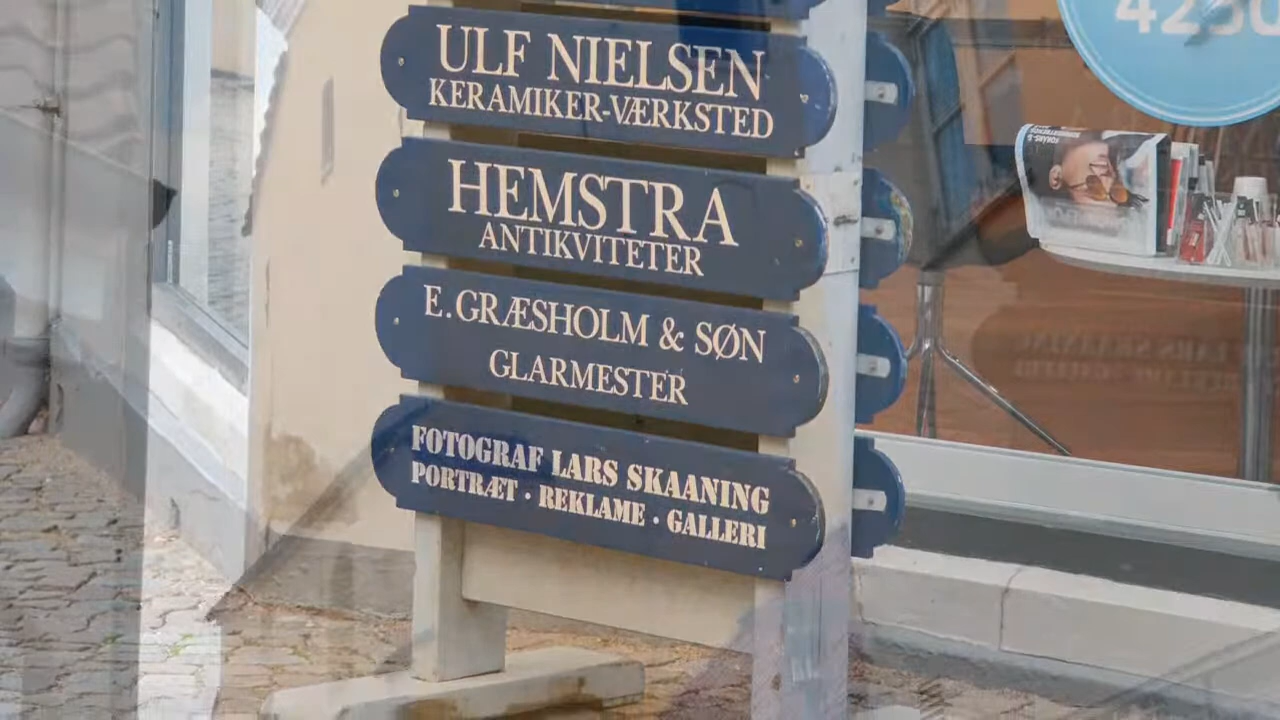 ULF NIELSEN
KERAMIKER-VÆRKSTED
HEMSTRA
ANTIKVITETER
E. GRÆSHOLM & SØN
GLARMESTER
FOTOGRAF LARS SKAANING
PORTRÆT · REKLAME · GALLERI